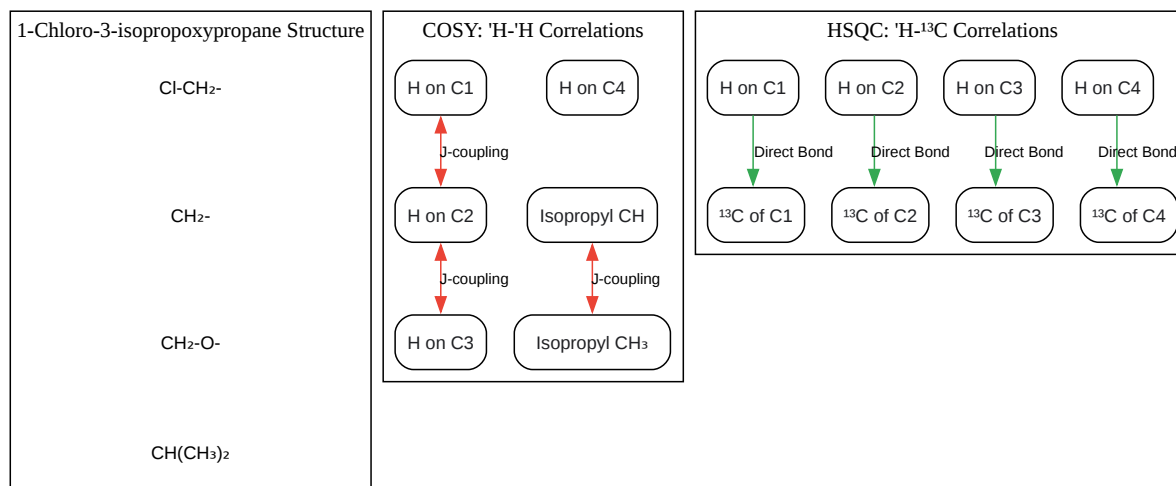 1-Chloro-3-isopropoxypropane Structure
Cl-CH₂-
CH₂-
CH₂-O-
CH(CH₃)₂
COSY: 'H-'H Correlations
H on C1
H on C4
J-coupling
H on C2
Isopropyl CH
J-coupling
J-coupling
H on C3
Isopropyl CH₃
HSQC: 'H-¹³C Correlations
H on C1
H on C2
H on C3
H on C4
Direct Bond
Direct Bond
Direct Bond
Direct Bond
¹³C of C1
¹³C of C2
¹³C of C3
¹³C of C4